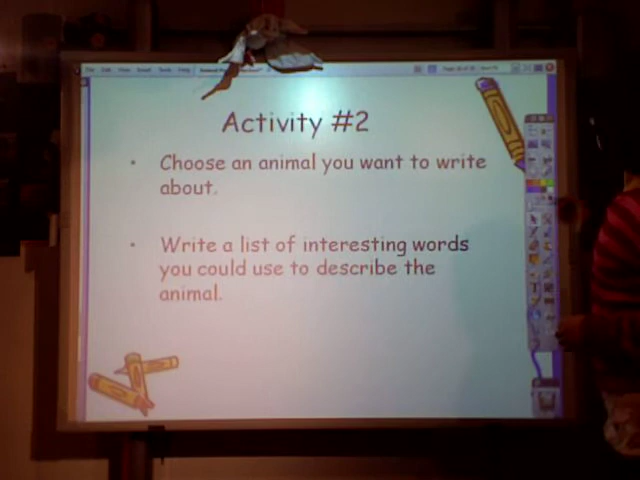 Activity #2
• Choose an animal you want to write
about.
• Write a list of interesting words
you could use to describe the
animal.